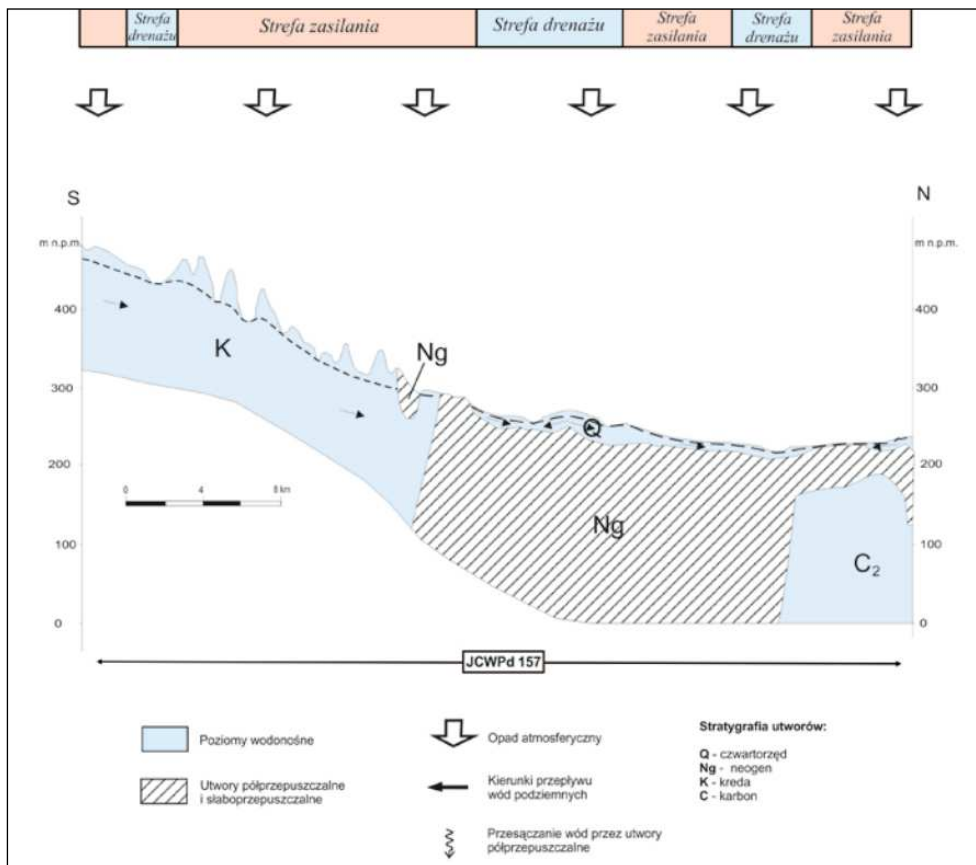 Strefa
drenażu
Strefa zasilania
Strefa drenażu
Strefa
zasilania
Strefa
drenażu
Strefa
zasilania
S
N
m n.p.m.
m n.p.m.
400
400
K
Ng
300
300
Q
200
200
0 4 8 km
Ng
100
100
C₂
0
0
JCWPd 157
Poziomy wodonośne
Utwory półprzepuszczalne
i słaboprzepuszczalne
Opad atmosferyczny
Kierunki przepływu
wód podziemnych
Przesączanie wód przez utwory
półprzepuszczalne
Stratygrafia utworów:
Q - czwartorzęd
Ng - neogen
K - kreda
C - karbon